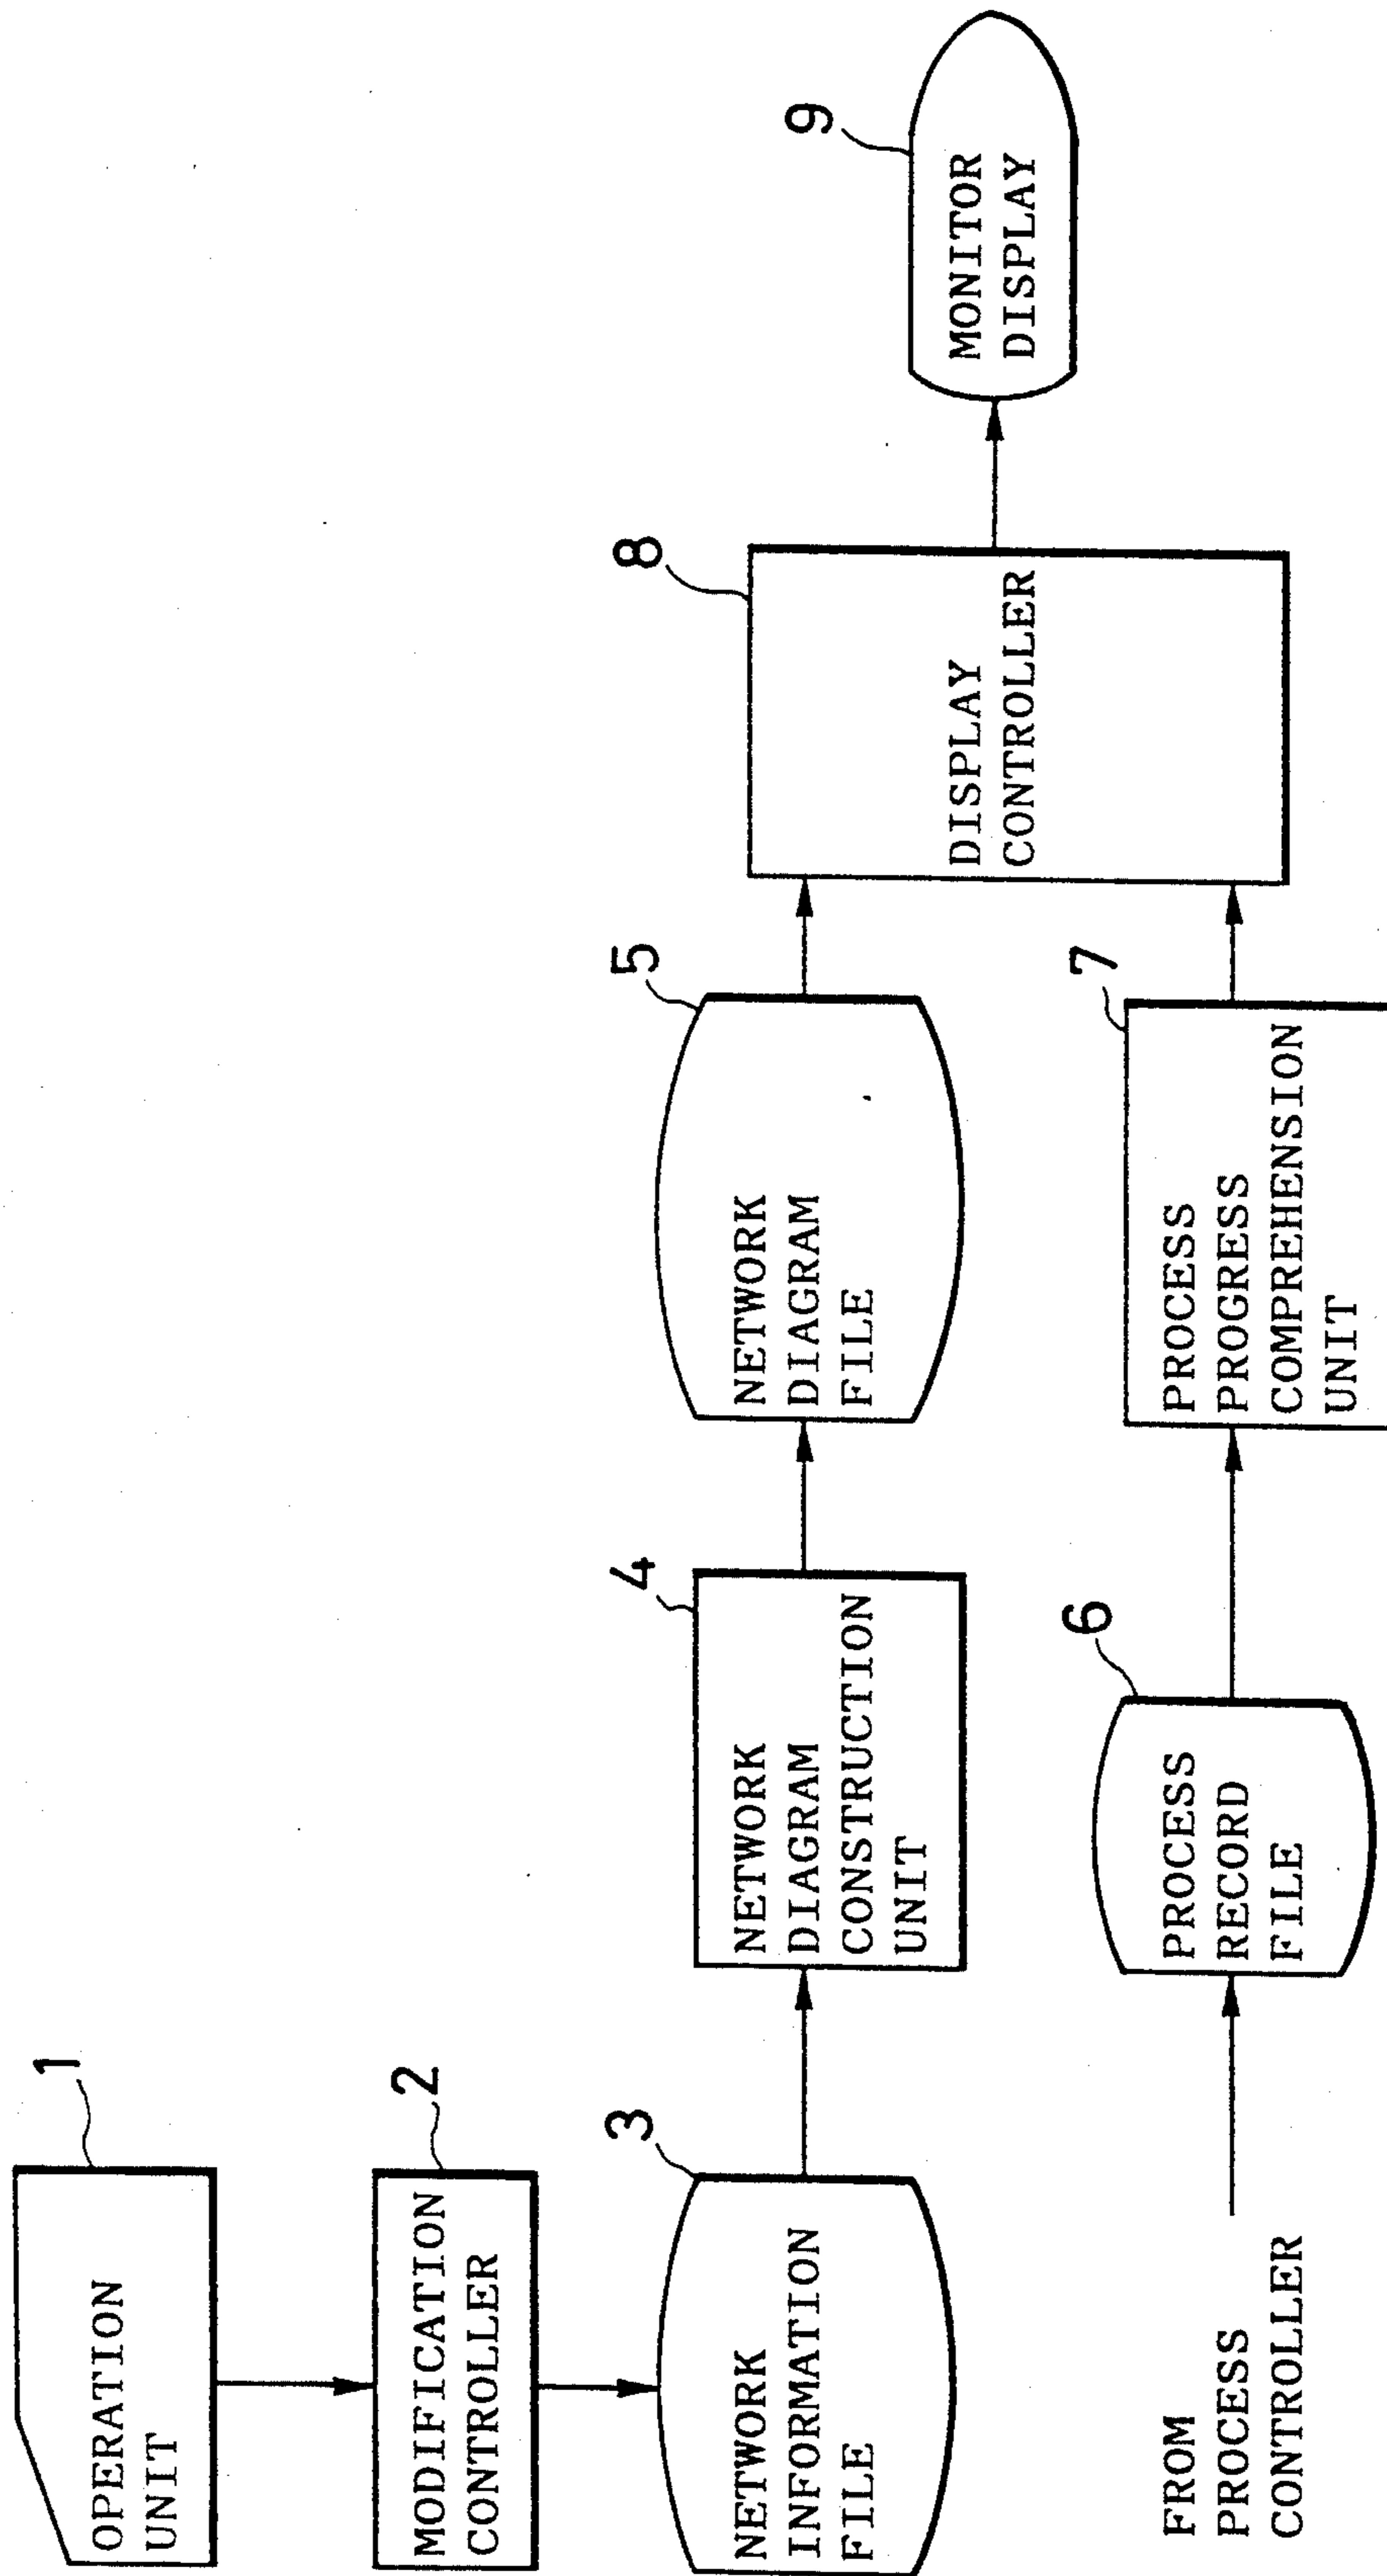 1
OPERATION
UNIT
2
MODIFICATION
CONTROLLER
3
NETWORK
INFORMATION
FILE
4
NETWORK
DIAGRAM
CONSTRUCTION
UNIT
5
NETWORK
DIAGRAM
FILE
FROM
PROCESS
CONTROLLER
6
PROCESS
RECORD
FILE
7
PROCESS
PROGRESS
COMPREHENSION
UNIT
8
DISPLAY
CONTROLLER
9
MONITOR
DISPLAY